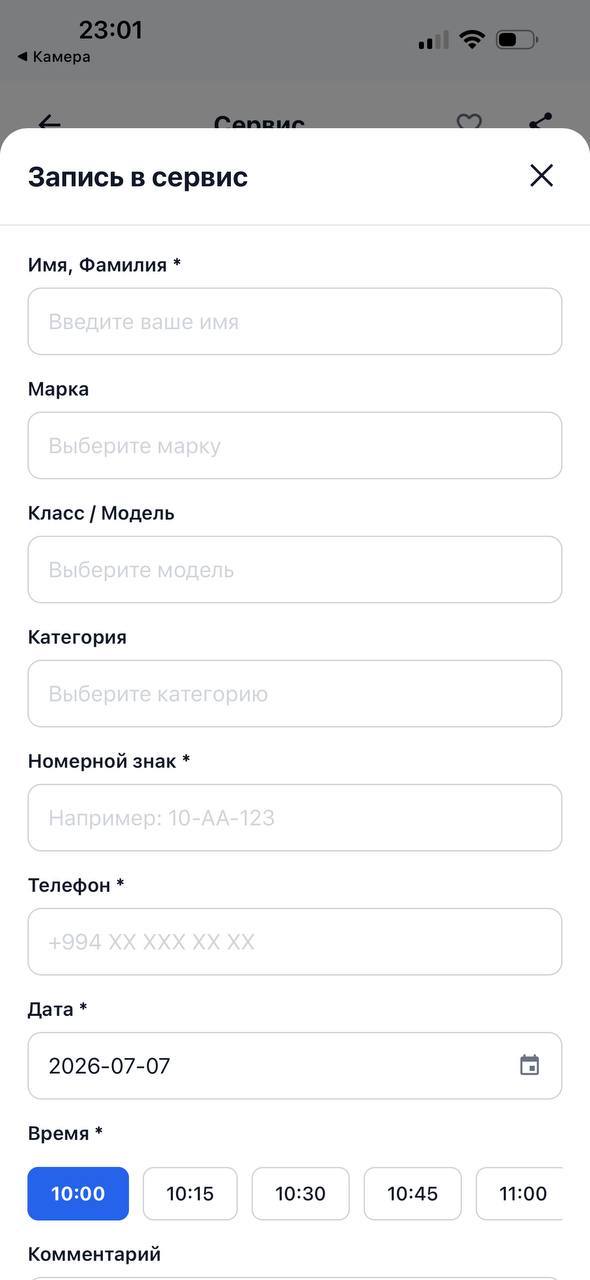 23:01
◀ Камера
Сервис
Запись в сервис
Имя, Фамилия *
Введите ваше имя
Марка
Выберите марку
Класс / Модель
Выберите модель
Категория
Выберите категорию
Номерной знак *
Например: 10-AA-123
Телефон *
+994 XX XXX XX XX
Дата *
2026-07-07
Время *
10:00 10:15 10:30 10:45 11:00
Комментарий